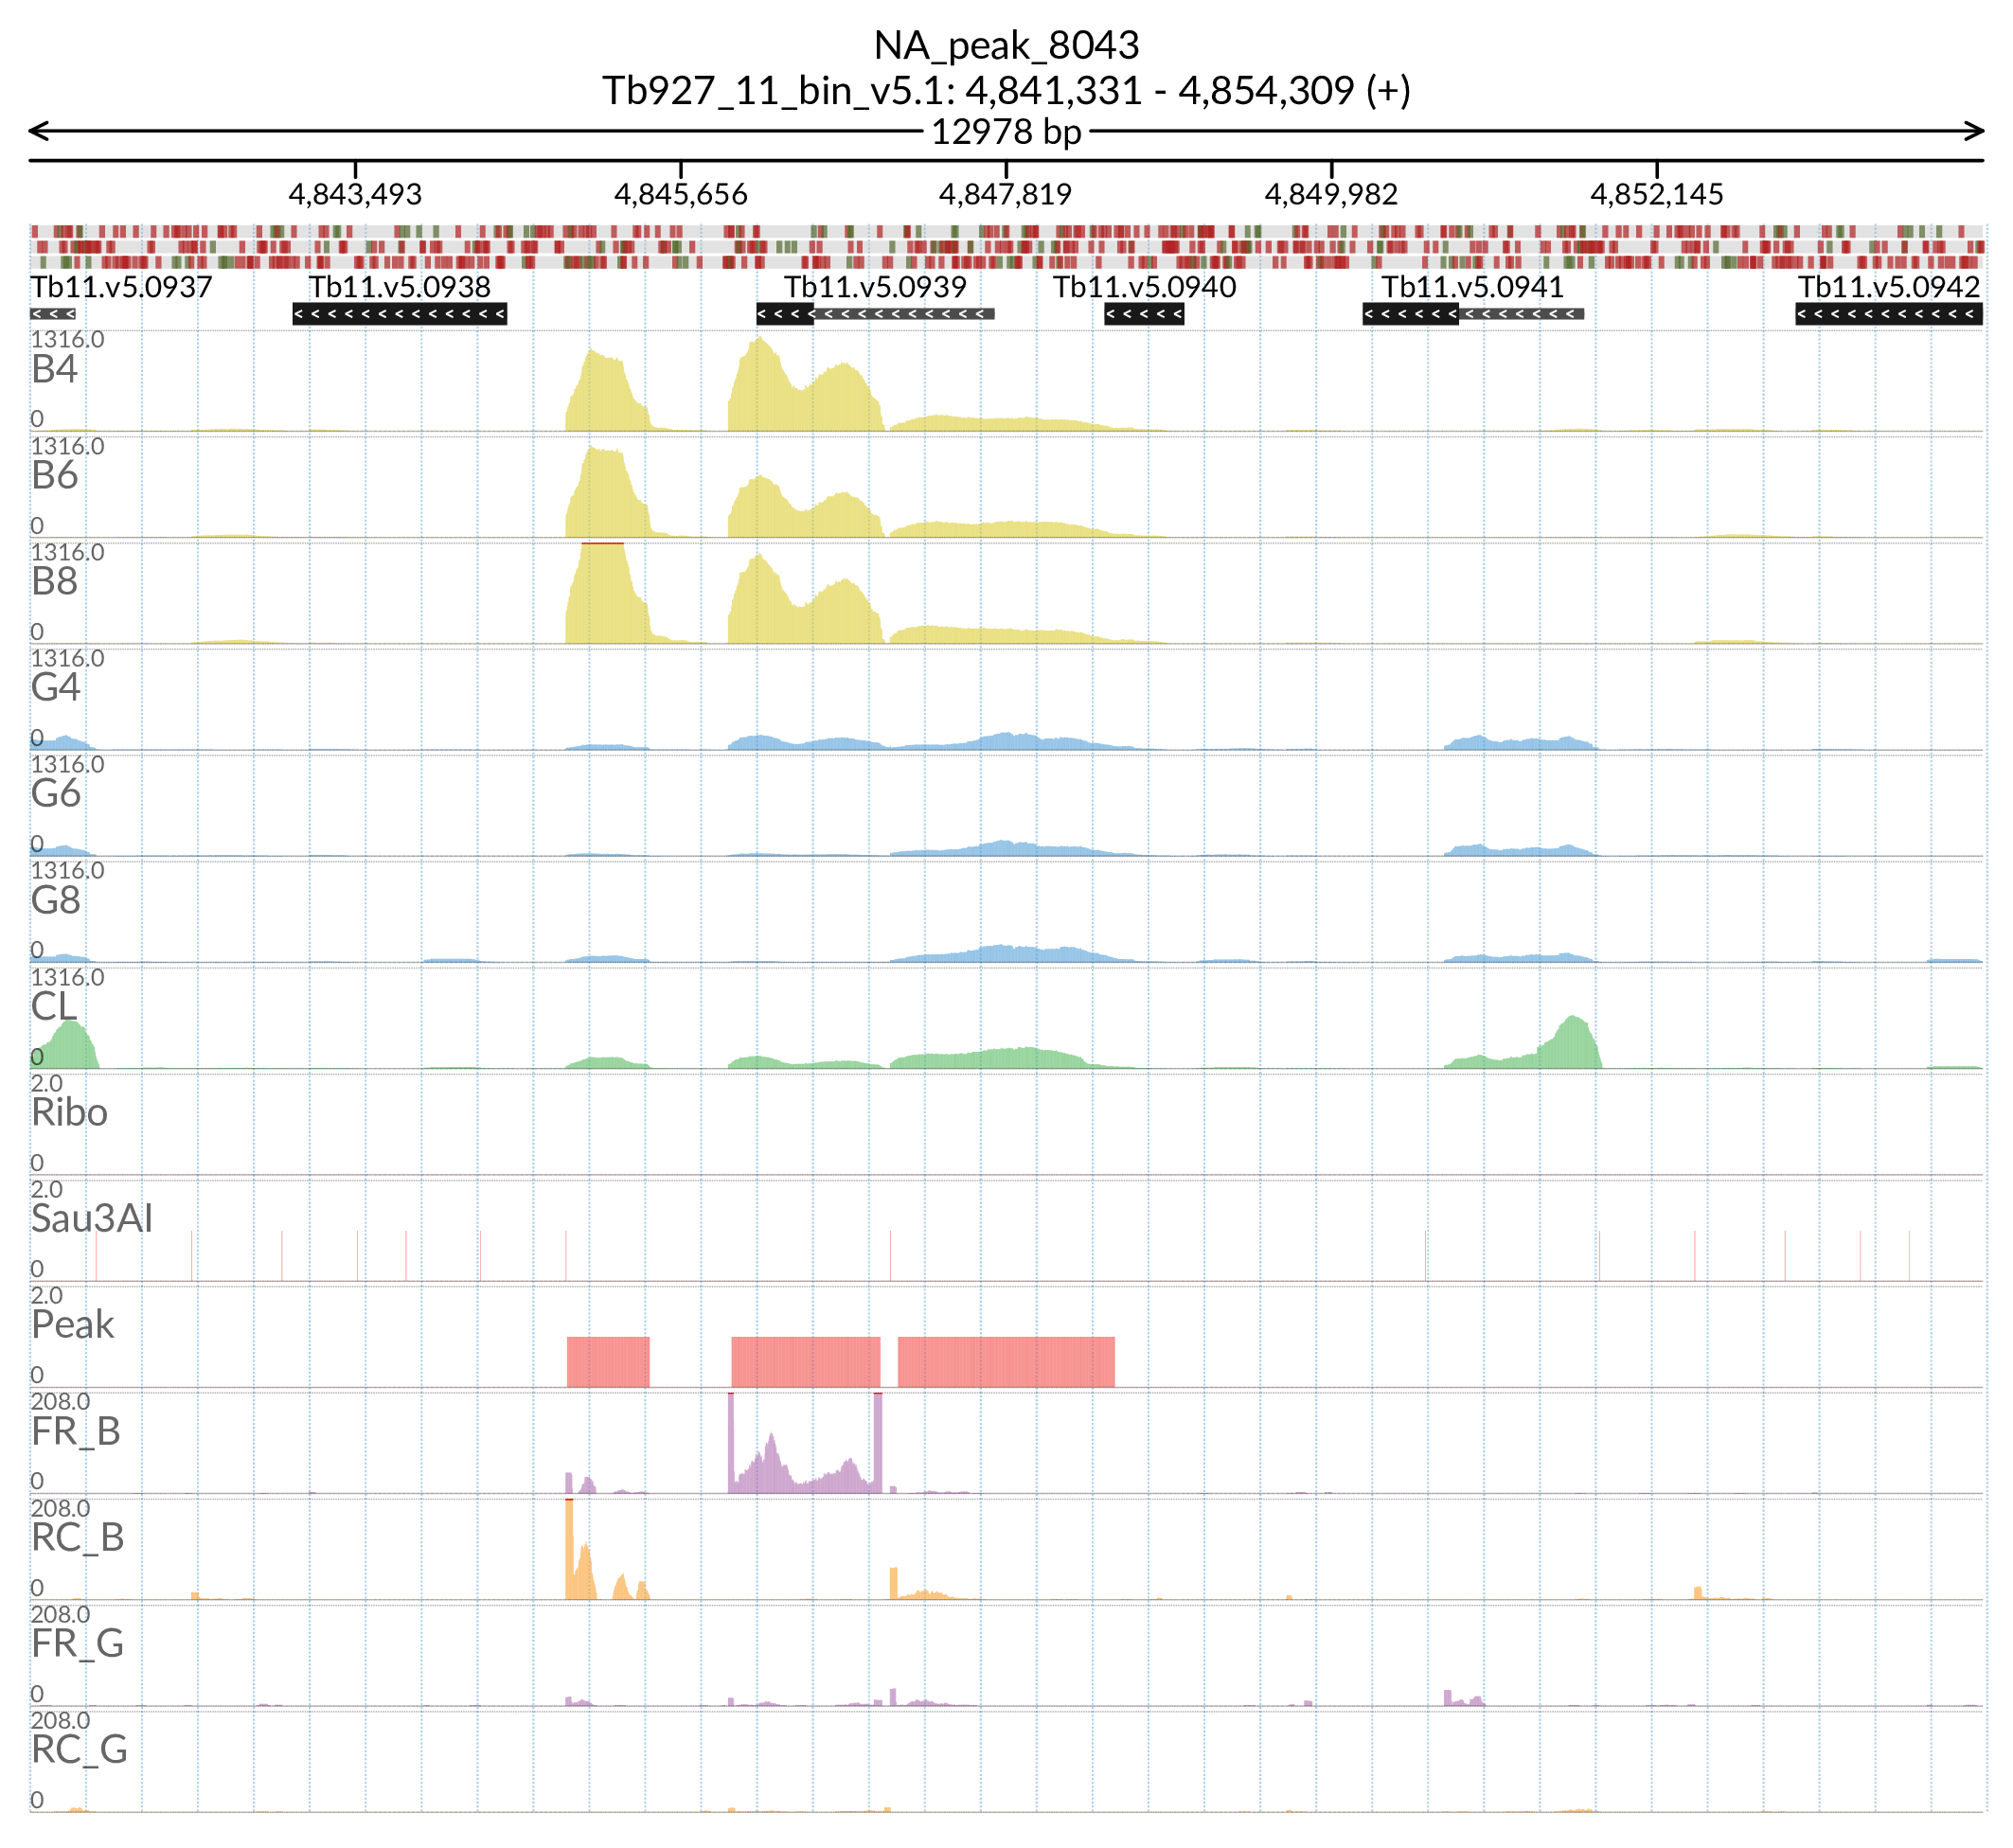 NA_peak_8043
Tb927_11_bin_v5.1: 4,841,331 - 4,854,309 (+)
12978 bp
4,843,493 4,845,656 4,847,819 4,849,982 4,852,145
Tb11.v5.0937 Tb11.v5.0938 Tb11.v5.0939 Tb11.v5.0940 Tb11.v5.0941 Tb11.v5.0942
1316.0
B4
0
1316.0
B6
0
1316.0
B8
0
1316.0
G4
0
1316.0
G6
0
1316.0
G8
0
1316.0
CL
0
2.0
Ribo
0
2.0
Sau3AI
0
2.0
Peak
0
208.0
FR_B
0
208.0
RC_B
0
208.0
FR_G
0
208.0
RC_G
0